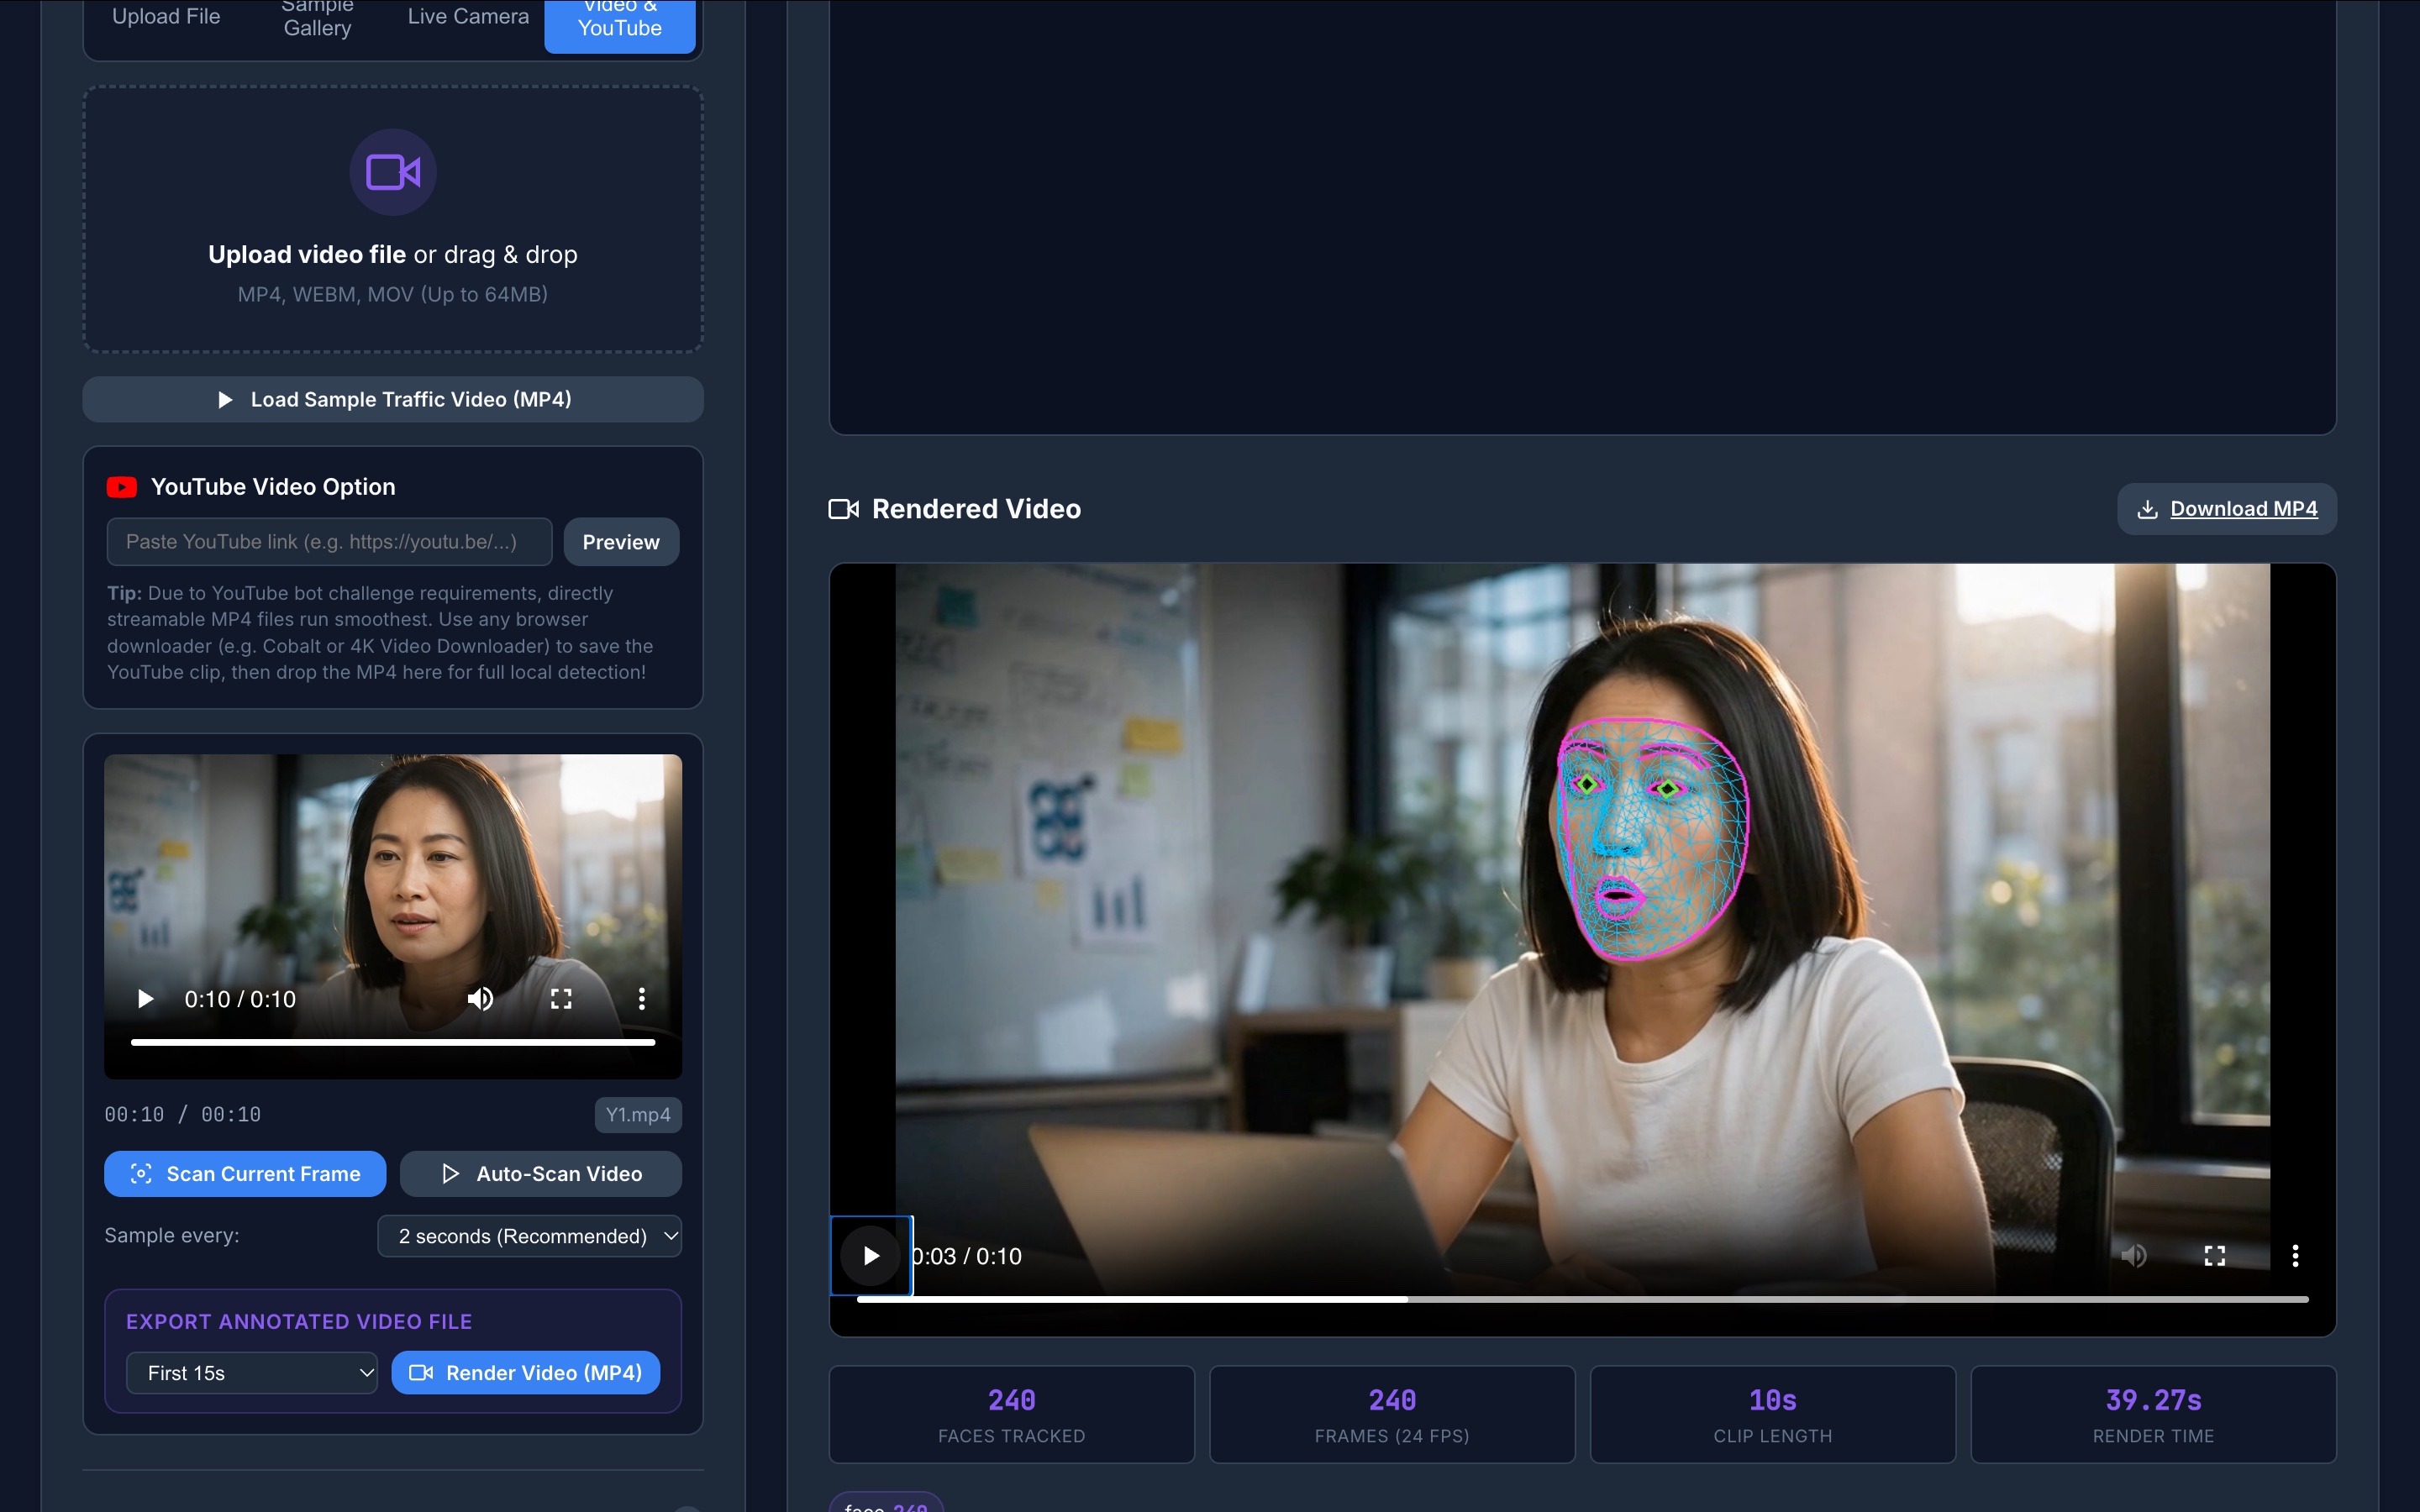 Upload File
Sample
Gallery
Live Camera
Video &
YouTube
Upload video file or drag & drop
MP4, WEBM, MOV (Up to 64MB)
Load Sample Traffic Video (MP4)
YouTube Video Option
Paste YouTube link (e.g. https://youtu.be/...)
Preview
Tip: Due to YouTube bot challenge requirements, directly
streamable MP4 files run smoothest. Use any browser
downloader (e.g. Cobalt or 4K Video Downloader) to save the
YouTube clip, then drop the MP4 here for full local detection!
0:10 / 0:10
00:10 / 00:10
Y1.mp4
Scan Current Frame
Auto-Scan Video
Sample every:
2 seconds (Recommended)
EXPORT ANNOTATED VIDEO FILE
First 15s
Render Video (MP4)
Rendered Video
Download MP4
0:03 / 0:10
240
FACES TRACKED
240
FRAMES (24 FPS)
10s
CLIP LENGTH
39.27s
RENDER TIME
face 240